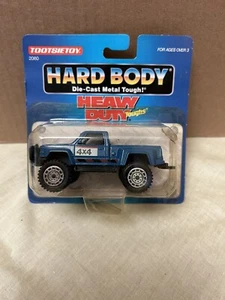 TOOTSIETOY
FOR AGES OVER 3
HARD BODY
Die-Cast Metal Tough!
HEAVY
DUTY
4x4